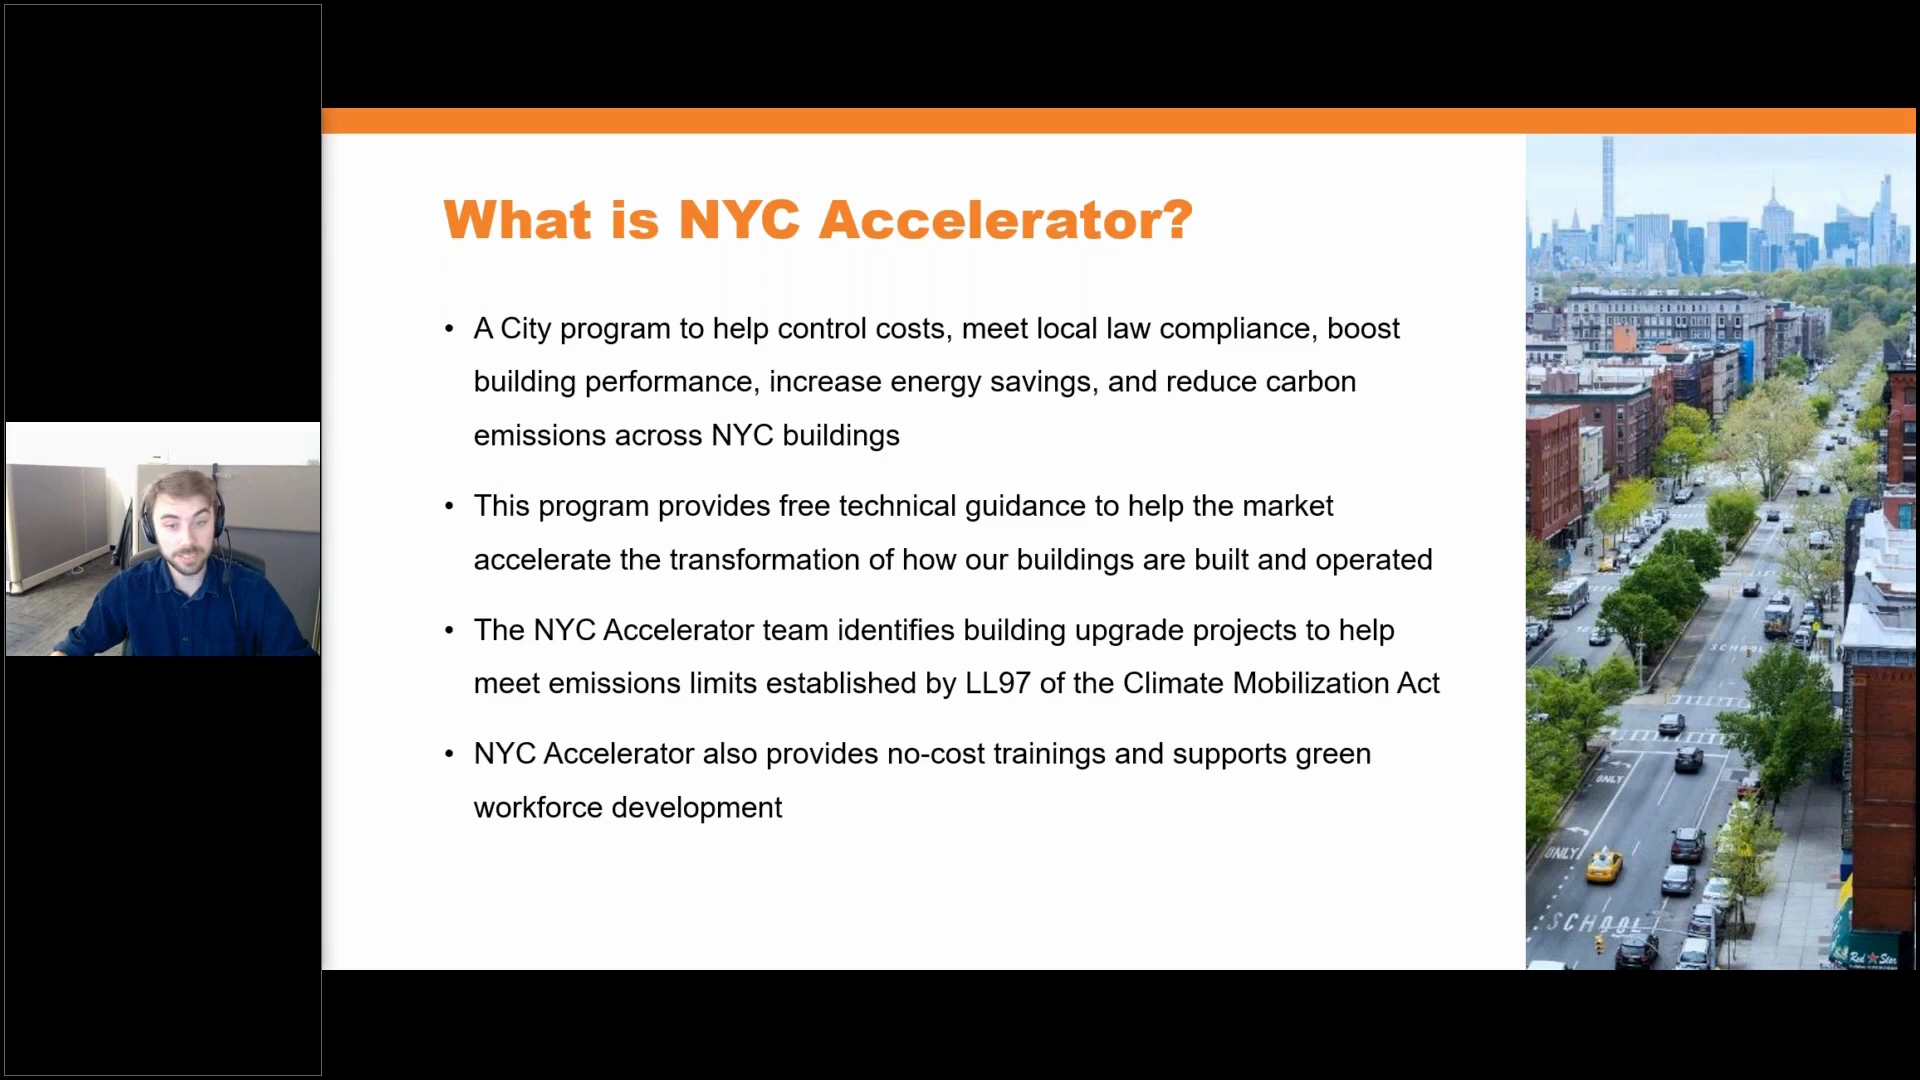 What is NYC Accelerator?
• A City program to help control costs, meet local law compliance, boost
building performance, increase energy savings, and reduce carbon
emissions across NYC buildings
• This program provides free technical guidance to help the market
accelerate the transformation of how our buildings are built and operated
• The NYC Accelerator team identifies building upgrade projects to help
meet emissions limits established by LL97 of the Climate Mobilization Act
• NYC Accelerator also provides no-cost trainings and supports green
workforce development
SCHOOL
ONLY
ONLY
SCHOOL
Red Star